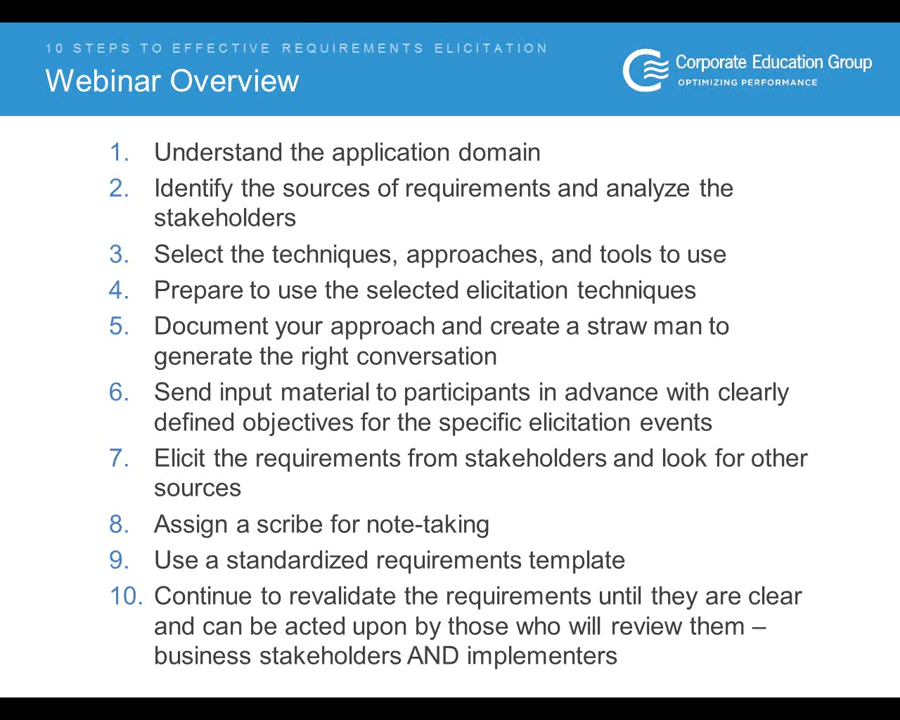 10 STEPS TO EFFECTIVE REQUIREMENTS ELICITATION
Webinar Overview
Corporate Education Group
OPTIMIZING PERFORMANCE
1. Understand the application domain
2. Identify the sources of requirements and analyze the
stakeholders
3. Select the techniques, approaches, and tools to use
4. Prepare to use the selected elicitation techniques
5. Document your approach and create a straw man to
generate the right conversation
6. Send input material to participants in advance with clearly
defined objectives for the specific elicitation events
7. Elicit the requirements from stakeholders and look for other
sources
8. Assign a scribe for note-taking
9. Use a standardized requirements template
10. Continue to revalidate the requirements until they are clear
and can be acted upon by those who will review them –
business stakeholders AND implementers